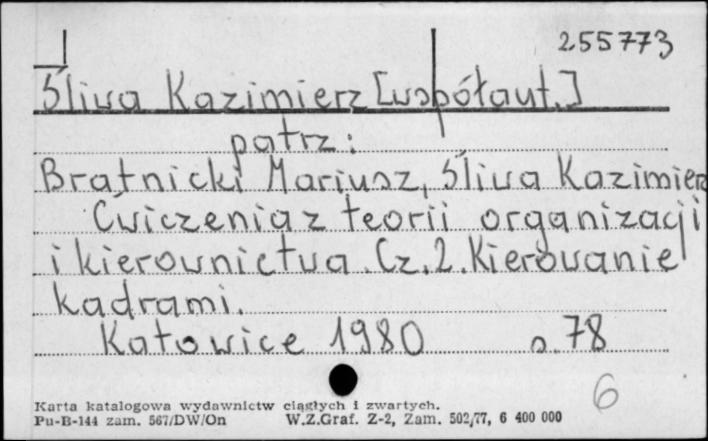 255773
Śliwa Kazimierz [współaut.]
patrz:
Bratnicki Mariusz, Śliwa Kazimierz
Ćwiczenia z teorii organizacji
i kierownictwa. Cz. 2. Kierowanie
kadrami.
Katowice 1980 s. 78
6
Karta katalogowa wydawnictw ciągłych i zwartych.
Pu-B-144 zam. 567/DW/On W.Z.Graf. Z-2, Zam. 502/77, 6 400 000